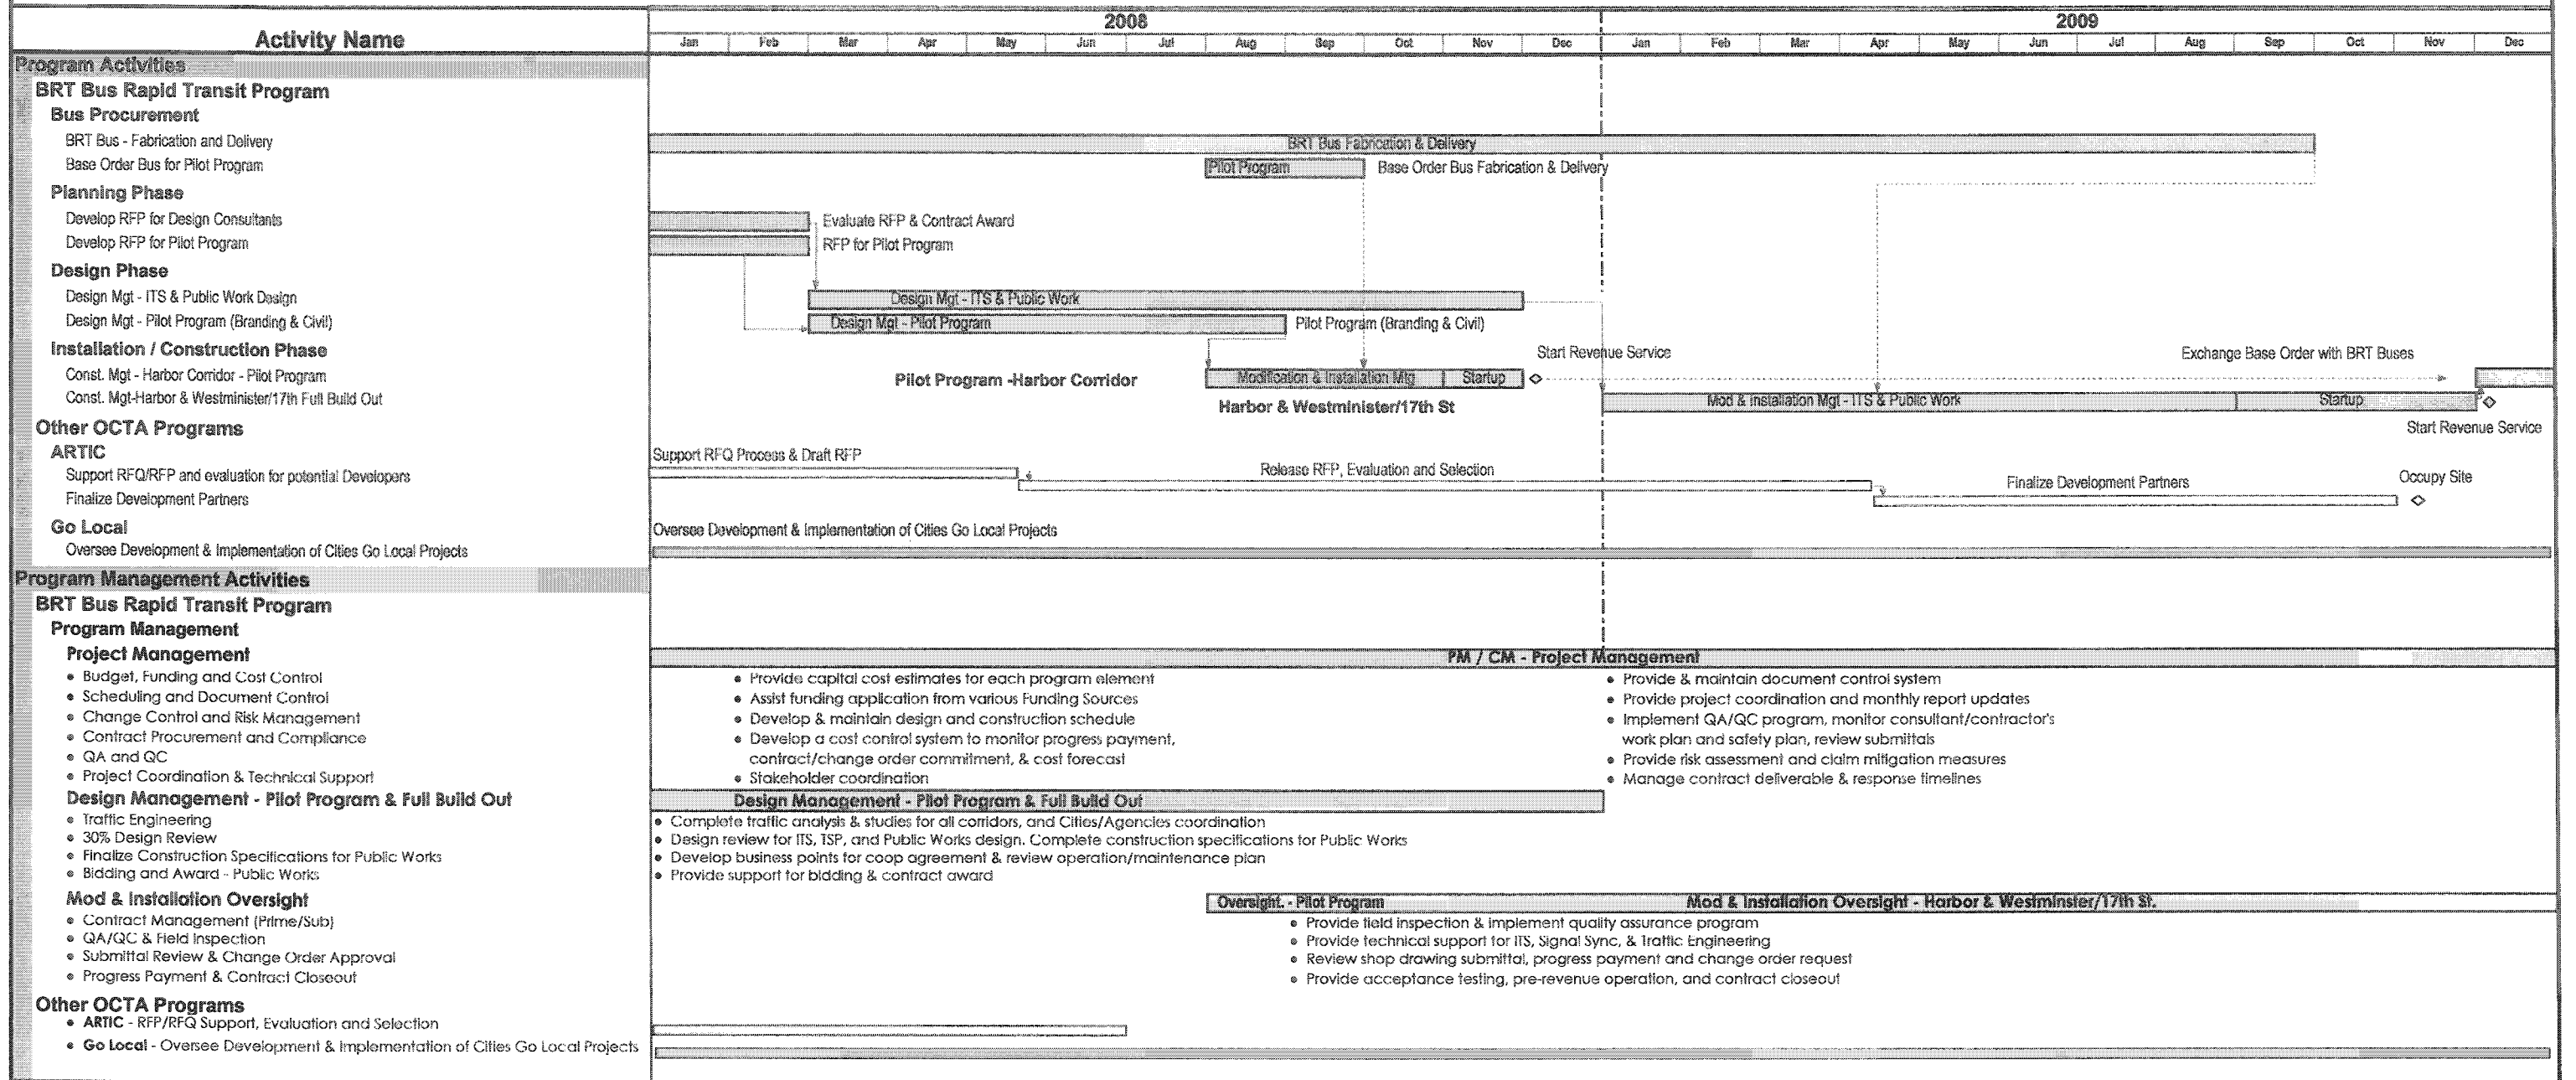 2008
2009
Activity Name
Jan Feb Mar Apr May Jun Jul Aug Sep Oct Nov Dec Jan Feb Mar Apr May Jun Jul Aug Sep Oct Nov Dec
Program Activities
BRT Bus Rapid Transit Program
Bus Procurement
BRT Bus - Fabrication and Delivery
BRT Bus Fabrication & Delivery
Base Order Bus for Pilot Program
Pilot Program
Base Order Bus Fabrication & Delivery
Planning Phase
Develop RFP for Design Consultants
Evaluate RFP & Contract Award
Develop RFP for Pilot Program
RFP for Pilot Program
Design Phase
Design Mgt - ITS & Public Work Design
Design Mgt - ITS & Public Work
Design Mgt - Pilot Program (Branding & Civil)
Design Mgt - Pilot Program
Pilot Program (Branding & Civil)
Installation / Construction Phase
Start Revenue Service
Exchange Base Order with BRT Buses
Const. Mgt - Harbor Corridor - Pilot Program
Pilot Program -Harbor Corridor
Modification & Installation Mtg
Startup
Const. Mgt-Harbor & Westminister/17th Full Build Out
Harbor & Westminister/17th St
Mod & Installation Mgt - ITS & Public Work
Startup
Start Revenue Service
Other OCTA Programs
ARTIC
Support RFQ Process & Draft RFP
Support RFQ/RFP and evaluation for potential Developers
Release RFP, Evaluation and Selection
Occupy Site
Finalize Development Partners
Finalize Development Partners
Go Local
Oversee Development & Implementation of Cities Go Local Projects
Oversee Development & Implementation of Cities Go Local Projects
Program Management Activities
BRT Bus Rapid Transit Program
Program Management
Project Management
PM / CM - Project Management
• Budget, Funding and Cost Control
• Scheduling and Document Control
• Change Control and Risk Management
• Contract Procurement and Compliance
• QA and QC
• Project Coordination & Technical Support
• Provide capital cost estimates for each program element
• Assist funding application from various Funding Sources
• Develop & maintain design and construction schedule
• Develop a cost control system to monitor progress payment,
contract/change order commitment, & cost forecast
• Stakeholder coordination
• Provide & maintain document control system
• Provide project coordination and monthly report updates
• Implement QA/QC program, monitor consultant/contractor's
work plan and safety plan, review submittals
• Provide risk assessment and claim mitigation measures
• Manage contract deliverable & response timelines
Design Management - Pilot Program & Full Build Out
Design Management - Pilot Program & Full Build Out
• Traffic Engineering
• 30% Design Review
• Finalize Construction Specifications for Public Works
• Bidding and Award - Public Works
• Complete traffic analysis & studies for all corridors, and Cities/Agencies coordination
• Design review for ITS, TSP, and Public Works design. Complete construction specifications for Public Works
• Develop business points for coop agreement & review operation/maintenance plan
• Provide support for bidding & contract award
Mod & Installation Oversight
Oversight. - Pilot Program
Mod & Installation Oversight - Harbor & Westminster/17th St.
• Contract Management (Prime/Sub)
• QA/QC & Field Inspection
• Submittal Review & Change Order Approval
• Progress Payment & Contract Closeout
• Provide field inspection & implement quality assurance program
• Provide technical support for ITS, Signal Sync, & Traffic Engineering
• Review shop drawing submittal, progress payment and change order request
• Provide acceptance testing, pre-revenue operation, and contract closeout
Other OCTA Programs
• ARTIC - RFP/RFQ Support, Evaluation and Selection
• Go Local - Oversee Development & Implementation of Cities Go Local Projects